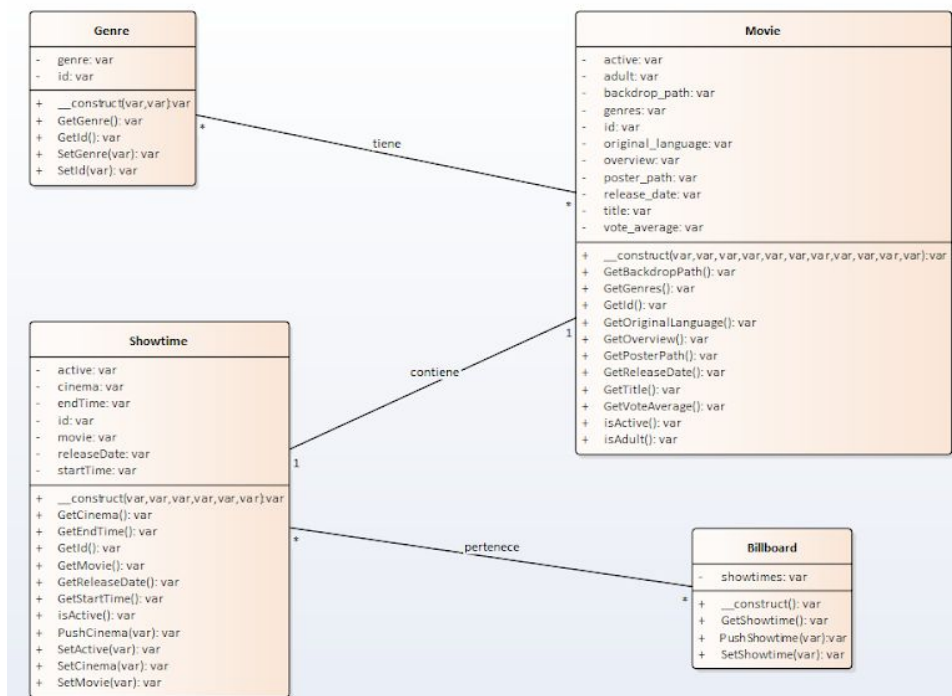 Genre
- genre: var
- id: var
+ __construct(var,var):var
+ GetGenre(): var
+ GetId(): var
+ SetGenre(var): var
+ SetId(var): var
*
tiene
*
Movie
- active: var
- adult: var
- backdrop_path: var
- genres: var
- id: var
- original_language: var
- overview: var
- poster_path: var
- release_date: var
- title: var
- vote_average: var
+ __construct(var,var,var,var,var,var,var,var,var,var,var):var
+ GetBackdropPath(): var
+ GetGenres(): var
+ GetId(): var
+ GetOriginalLanguage(): var
+ GetOverview(): var
+ GetPosterPath(): var
+ GetReleaseDate(): var
+ GetTitle(): var
+ GetVoteAverage(): var
+ isActive(): var
+ isAdult(): var
1
contiene
1
Showtime
- active: var
- cinema: var
- endTime: var
- id: var
- movie: var
- releaseDate: var
- startTime: var
+ __construct(var,var,var,var,var,var):var
+ GetCinema(): var
+ GetEndTime(): var
+ GetId(): var
+ GetMovie(): var
+ GetReleaseDate(): var
+ GetStartTime(): var
+ isActive(): var
+ PushCinema(var): var
+ SetActive(var): var
+ SetCinema(var): var
+ SetMovie(var): var
*
pertenece
*
Billboard
- showtimes: var
+ __construct(): var
+ GetShowtime(): var
+ PushShowtime(var):var
+ SetShowtime(var): var